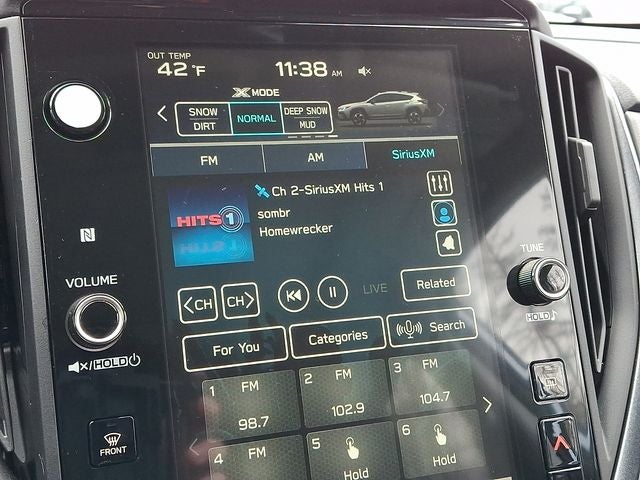 OUT TEMP
42 °F
11:38 AM
X MODE
SNOW DIRT
NORMAL
DEEP SNOW MUD
FM
AM
SiriusXM
HITS 1
Ch 2-SiriusXM Hits 1
sombr
Homewrecker
N
VOLUME
/HOLD
TUNE
HOLD
<CH
CH>
LIVE
Related
For You
Categories
Search
1 FM 98.7
2 FM 102.9
3 FM 104.7
4 FM
5 Hold
6 Hold
FRONT